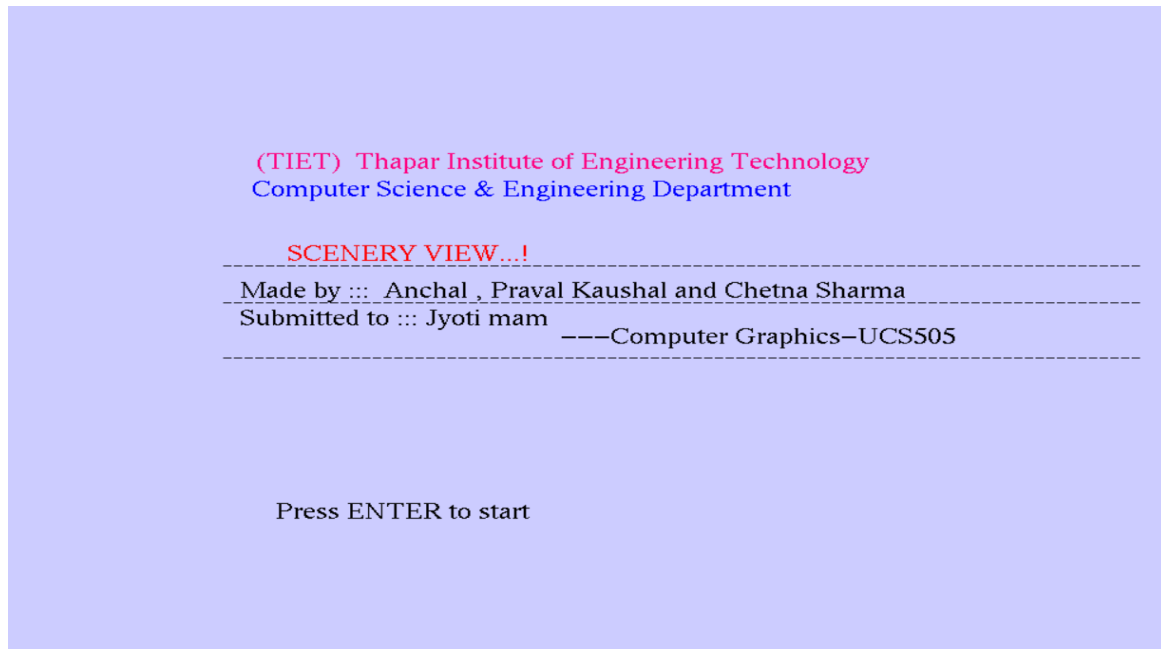 (TIET) Thapar Institute of Engineering Technology
Computer Science & Engineering Department
SCENERY VIEW...!
Made by ::: Anchal , Praval Kaushal and Chetna Sharma
Submitted to ::: Jyoti mam
---Computer Graphics-UCS505
Press ENTER to start